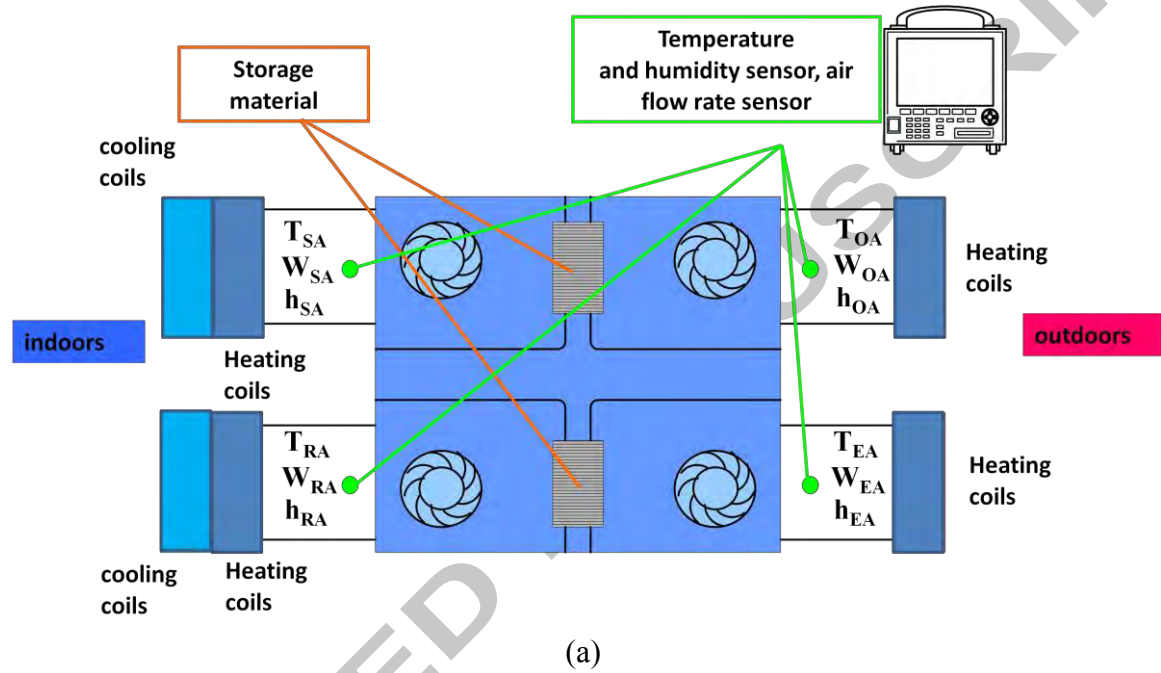 Storage
material
Temperature
and humidity sensor, air
flow rate sensor
cooling
coils
T_SA
W_SA
h_SA
T_OA
W_OA
h_OA
Heating
coils
indoors
outdoors
Heating
coils
T_RA
W_RA
h_RA
T_EA
W_EA
h_EA
Heating
coils
cooling
coils
Heating
coils
(a)